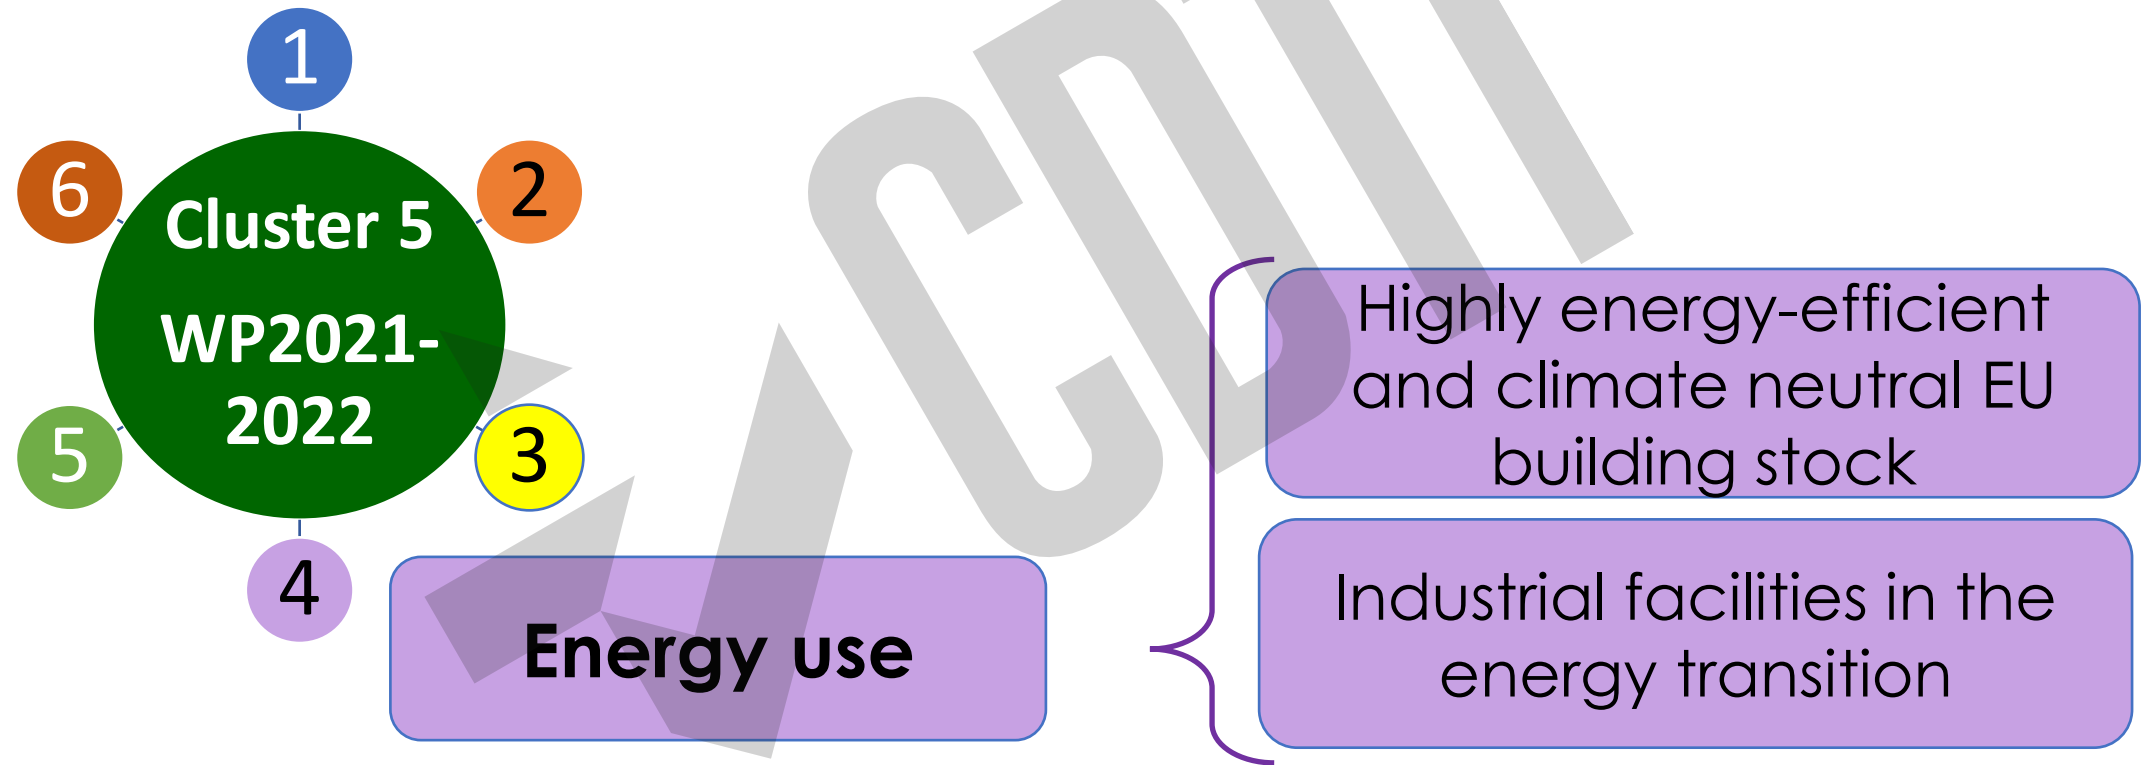 1
6
2
Cluster 5
WP2021-
2022
5
3
4
Energy use
Highly energy-efficient
and climate neutral EU
building stock
Industrial facilities in the
energy transition
CDTI